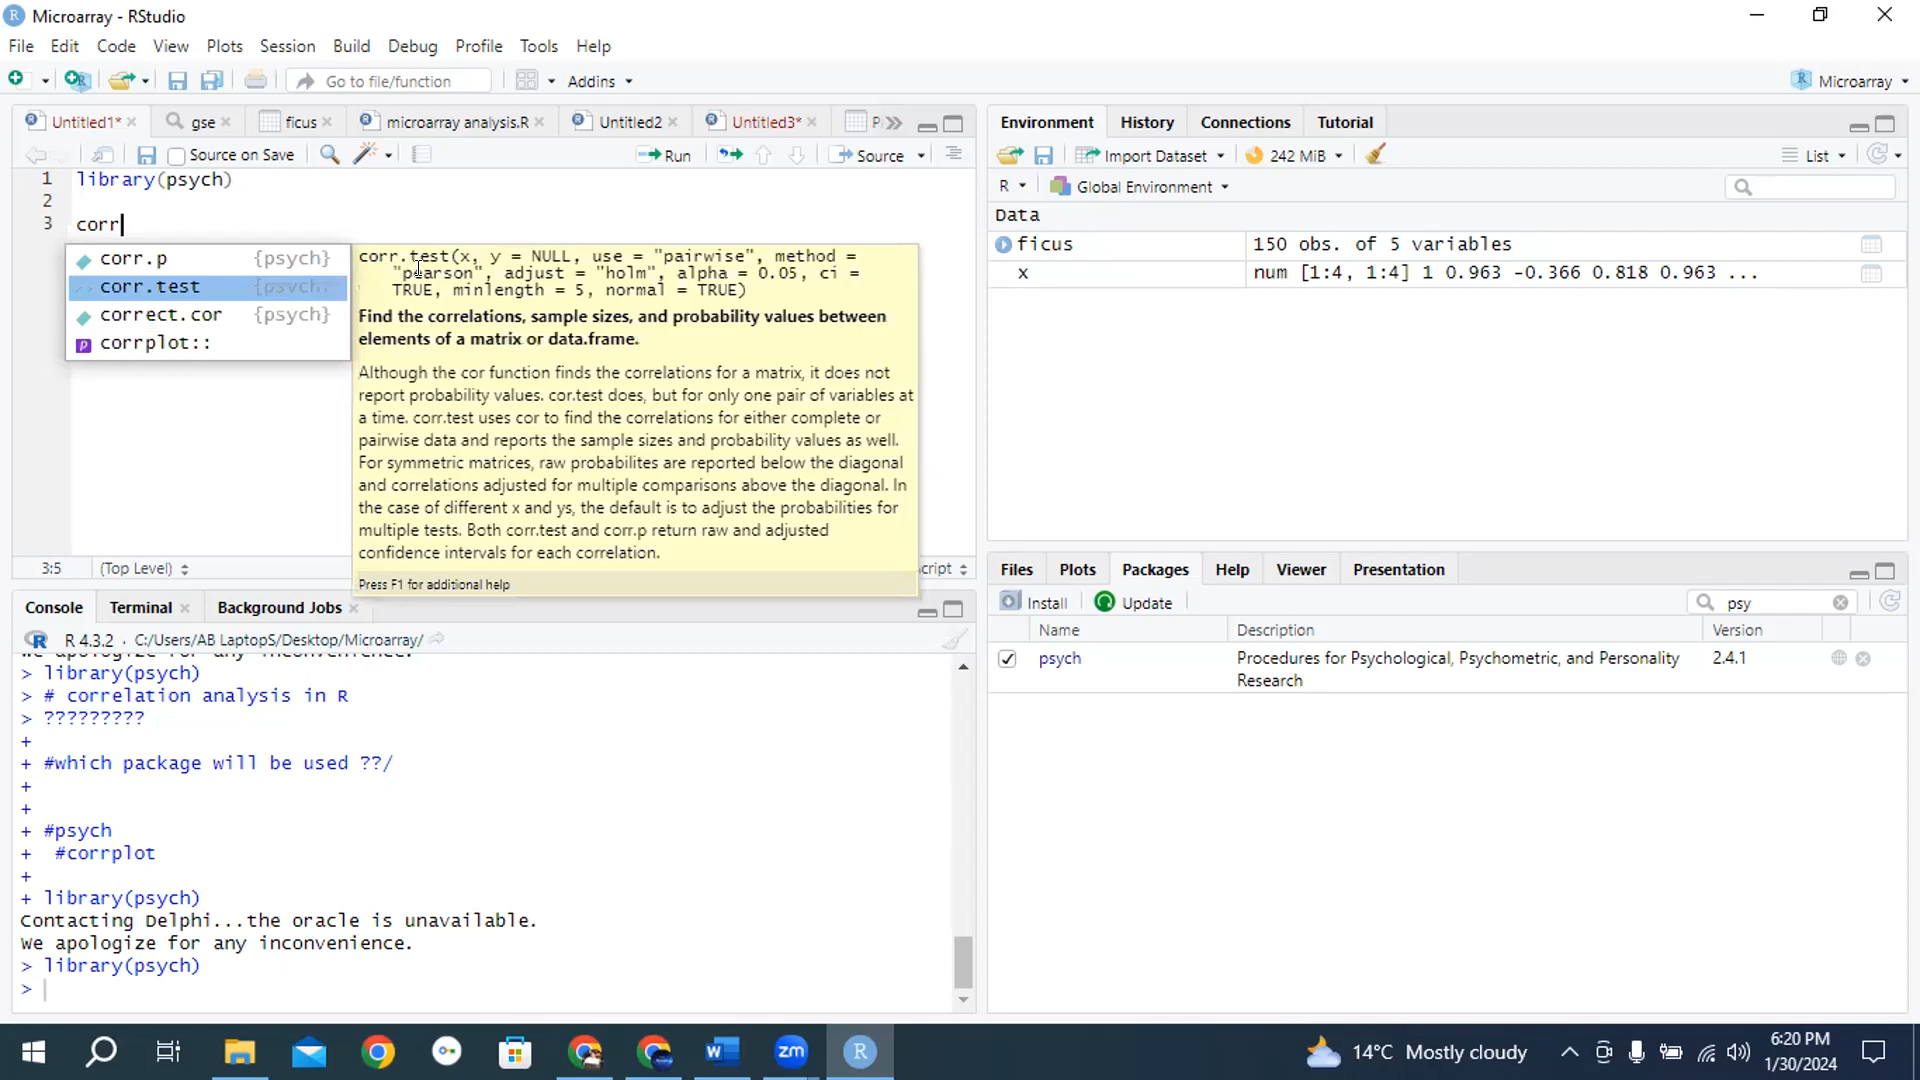 Microarray - RStudio
File Edit Code View Plots Session Build Debug Profile Tools Help
Go to file/function Addins Microarray
Untitled1* gse ficus microarray analysis.R Untitled2 Untitled3*
Source on Save Run Source
1 library(psych)
2
3 corr
corr.p {psych}
corr.test {psych}
correct.cor {psych}
corrplot::
corr.test(x, y = NULL, use = "pairwise", method =
"pearson", adjust = "holm", alpha = 0.05, ci =
TRUE, minlength = 5, normal = TRUE)
Find the correlations, sample sizes, and probability values between
elements of a matrix or data.frame.
Although the cor function finds the correlations for a matrix, it does not
report probability values. cor.test does, but for only one pair of variables at
a time. corr.test uses cor to find the correlations for either complete or
pairwise data and reports the sample sizes and probability values as well.
For symmetric matrices, raw probabilites are reported below the diagonal
and correlations adjusted for multiple comparisons above the diagonal. In
the case of different x and ys, the default is to adjust the probabilities for
multiple tests. Both corr.test and corr.p return raw and adjusted
confidence intervals for each correlation.
Press F1 for additional help
3:5 (Top Level) cript
Console Terminal Background Jobs
R 4.3.2 · C:/Users/AB LaptopS/Desktop/Microarray/
We apologize for any inconvenience.
> library(psych)
> # correlation analysis in R
> ?????????
+
+ #which package will be used ??/
+
+
+ #psych
+ #corrplot
+
+ library(psych)
Contacting Delphi...the oracle is unavailable.
We apologize for any inconvenience.
> library(psych)
>
Environment History Connections Tutorial
Import Dataset 242 MiB List
R Global Environment
Data
ficus 150 obs. of 5 variables
x num [1:4, 1:4] 1 0.963 -0.366 0.818 0.963 ...
Files Plots Packages Help Viewer Presentation
Install Update psy
Name Description Version
psych Procedures for Psychological, Psychometric, and Personality 2.4.1
Research
14°C Mostly cloudy
6:20 PM
1/30/2024